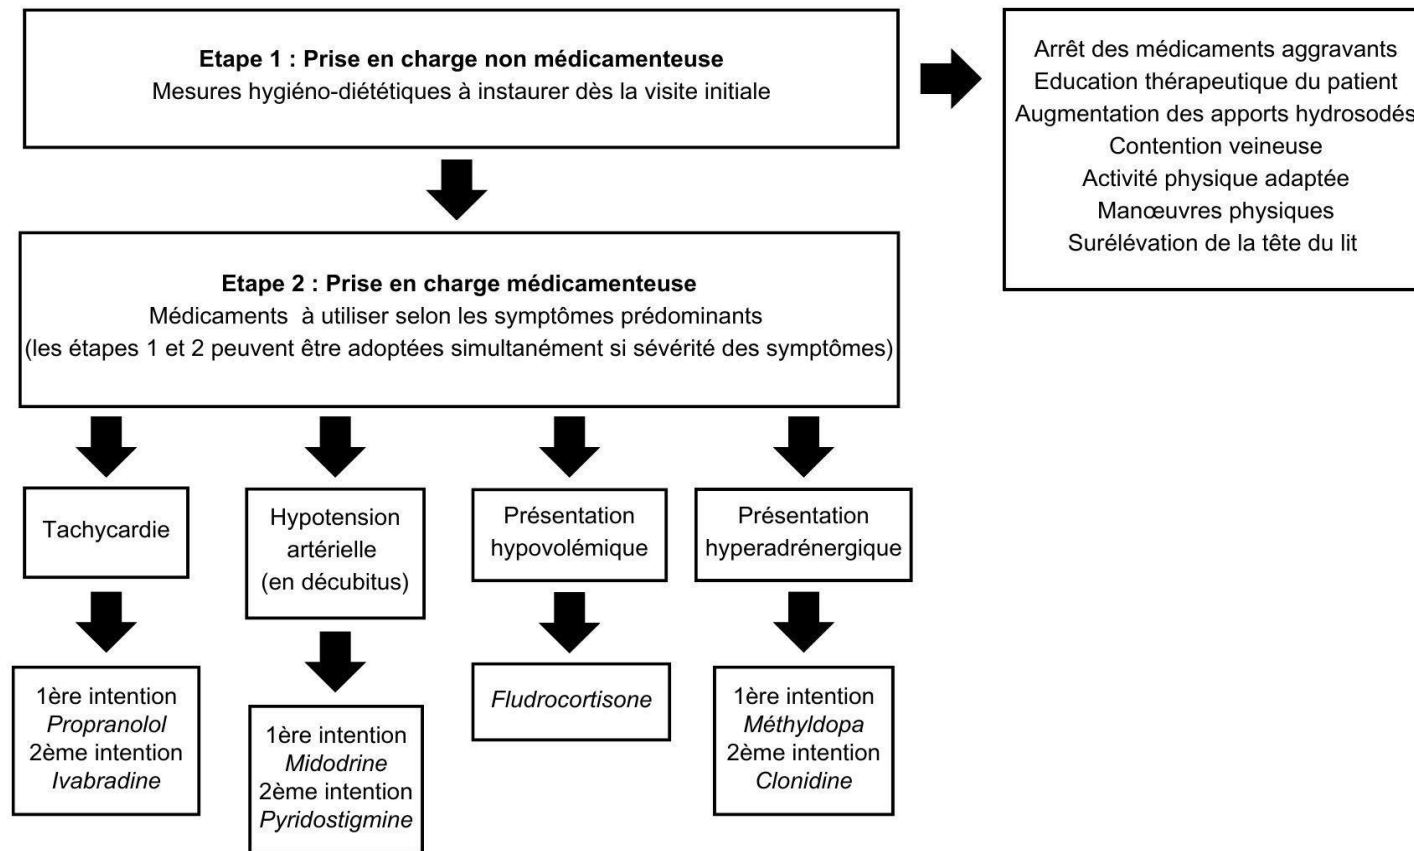 Etape 1 : Prise en charge non médicamenteuse
Mesures hygiéno-diététiques à instaurer dès la visite initiale
Arrêt des médicaments aggravants
Education thérapeutique du patient
Augmentation des apports hydrosodés
Contention veineuse
Activité physique adaptée
Manœuvres physiques
Surélévation de la tête du lit
Etape 2 : Prise en charge médicamenteuse
Médicaments à utiliser selon les symptômes prédominants
(les étapes 1 et 2 peuvent être adoptées simultanément si sévérité des symptômes)
Tachycardie
Hypotension
artérielle
(en décubitus)
Présentation
hypovolémique
Présentation
hyperadrénergique
1ère intention
Propranolol
2ème intention
Ivabradine
1ère intention
Midodrine
2ème intention
Pyridostigmine
Fludrocortisone
1ère intention
Méthyldopa
2ème intention
Clonidine